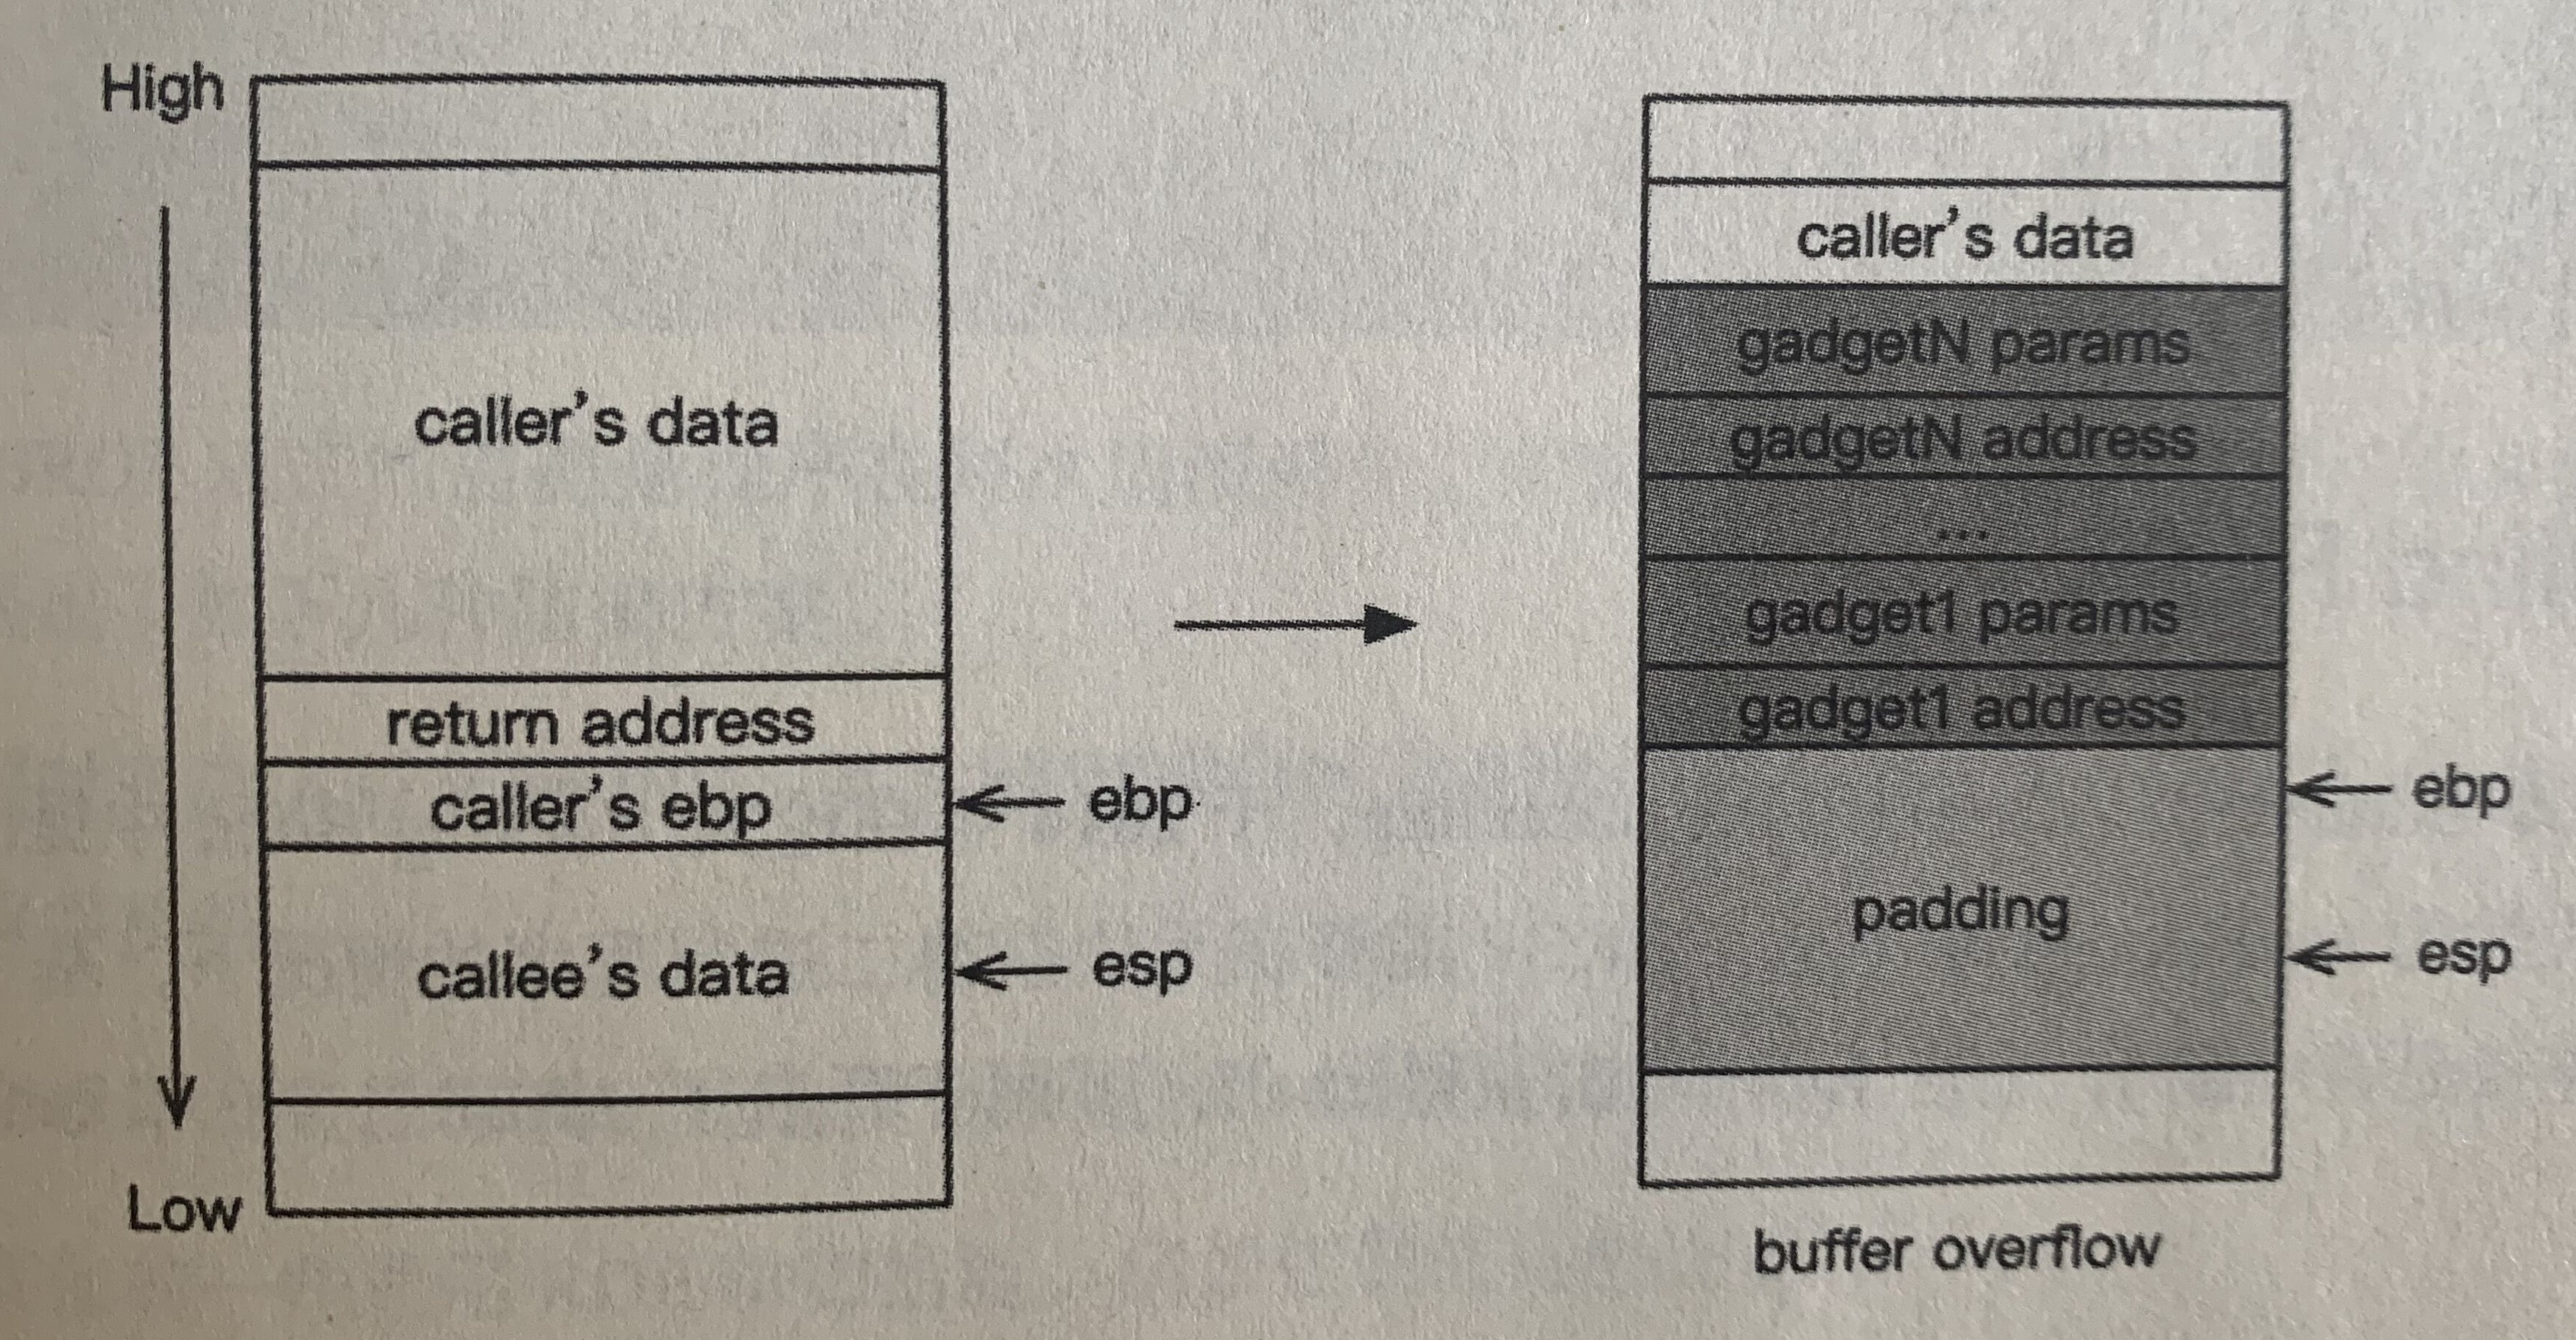 High
caller's data
return address
caller's ebp
ebp
callee's data
esp
Low
caller's data
gadgetN params
gadgetN address
...
gadget1 params
gadget1 address
ebp
padding
esp
buffer overflow